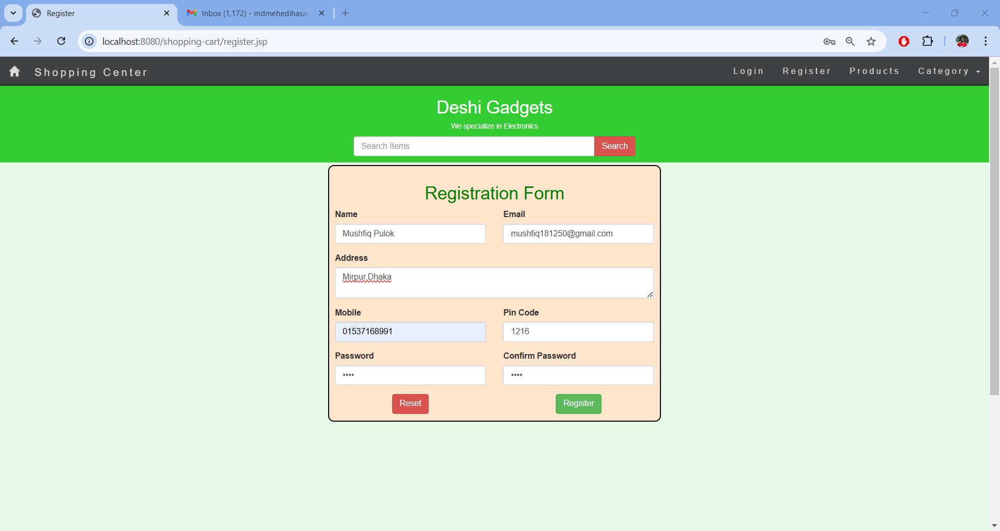 Register
Inbox (1,172) - mdmehedihasan
localhost:8080/shopping-cart/register.jsp
Shopping Center
Login Register Products Category
Deshi Gadgets
We specialize in Electronics
Search Items Search
Registration Form
Name Email
Mushfiq Pulok mushfiq181250@gmail.com
Address
Mirpur,Dhaka
Mobile Pin Code
01537168991 1216
Password Confirm Password
•••• ••••
Reset Register